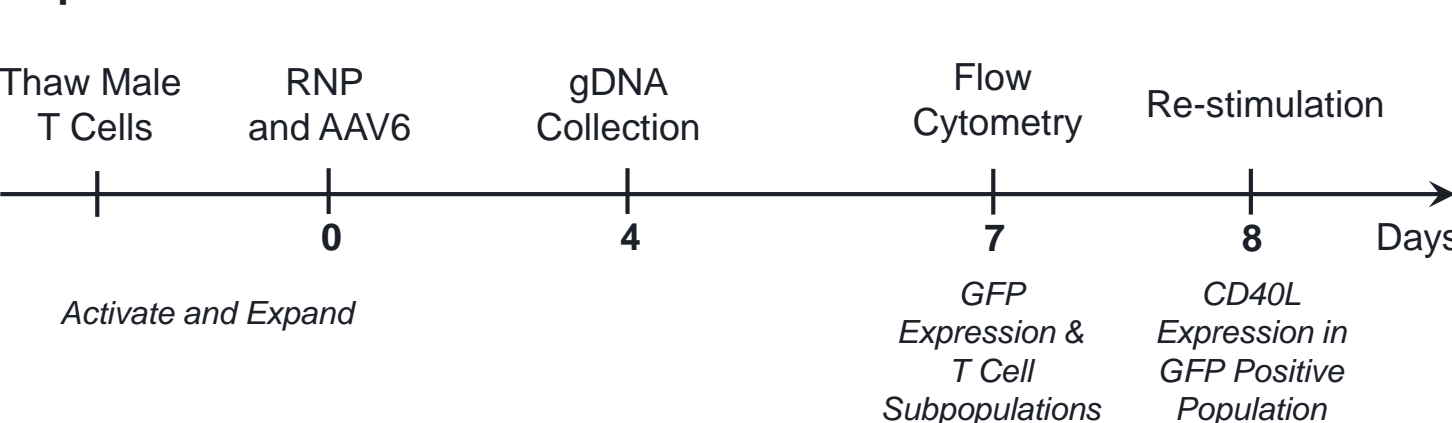 Thaw Male
T Cells
RNP
and AAV6
gDNA
Collection
Flow
Cytometry
Re-stimulation
0
4
7
8
Days
Activate and Expand
GFP
Expression &
T Cell
Subpopulations
CD40L
Expression in
GFP Positive
Population